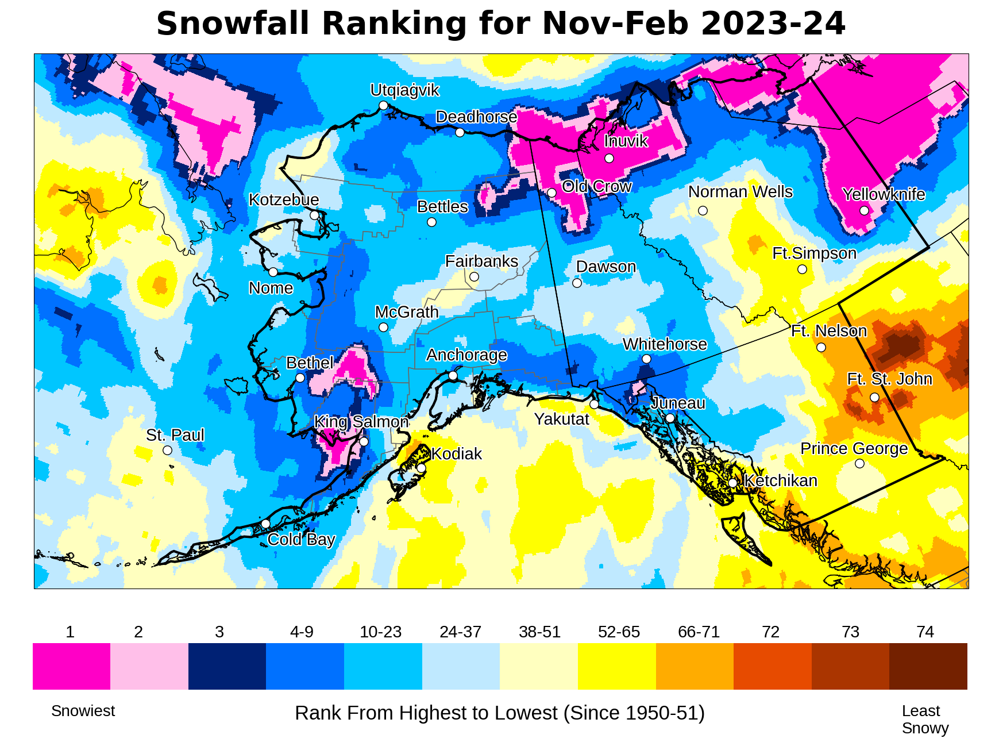 Snowfall Ranking for Nov-Feb 2023-24
Utqiaġvik
Deadhorse
Inuvik
Old Crow
Norman Wells
Yellowknife
Kotzebue
Bettles
Fairbanks
Dawson
Ft.Simpson
Nome
McGrath
Ft. Nelson
Whitehorse
Anchorage
Bethel
Ft. St. John
Juneau
King Salmon
Yakutat
St. Paul
Kodiak
Prince George
Ketchikan
Cold Bay
1 2 3 4-9 10-23 24-37 38-51 52-65 66-71 72 73 74
Snowiest
Rank From Highest to Lowest (Since 1950-51)
Least
Snowy